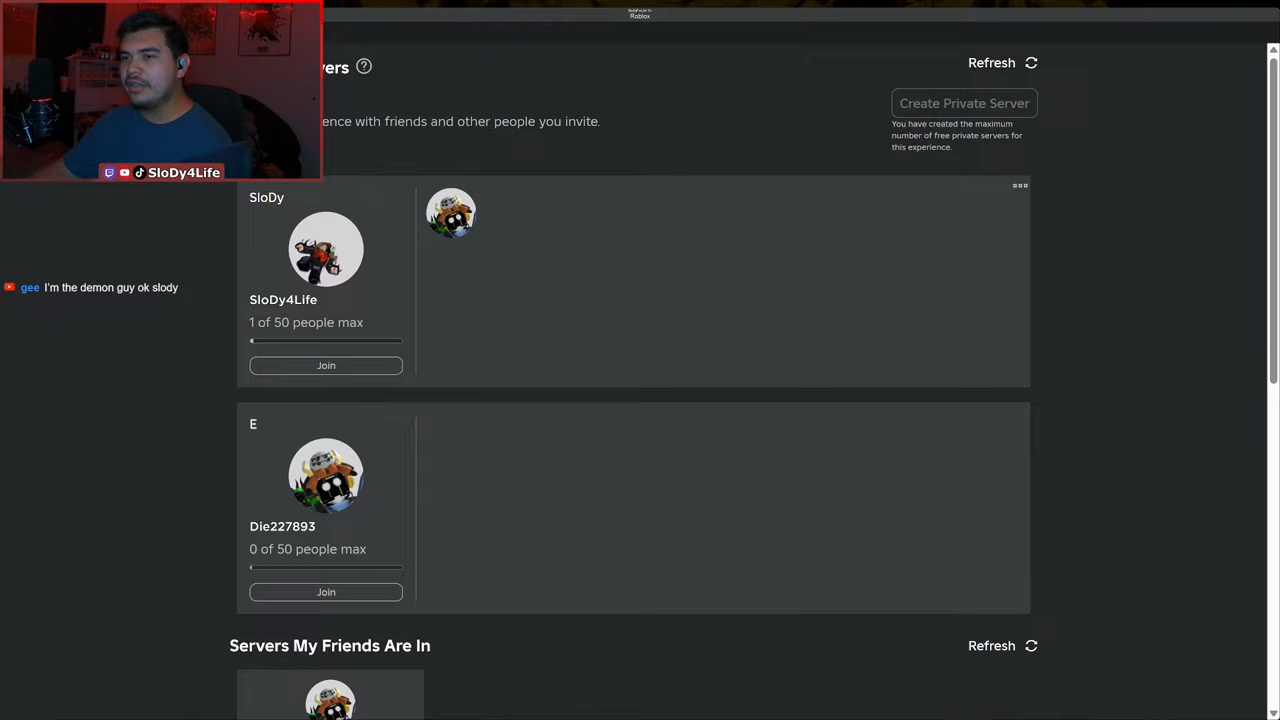 Roblox
vers
Refresh
Create Private Server
You have created the maximum
number of free private servers for
this experience.
ence with friends and other people you invite.
SloDy4Life
SloDy
SloDy4Life
1 of 50 people max
Join
gee I'm the demon guy ok slody
E
Die227893
0 of 50 people max
Join
Servers My Friends Are In
Refresh